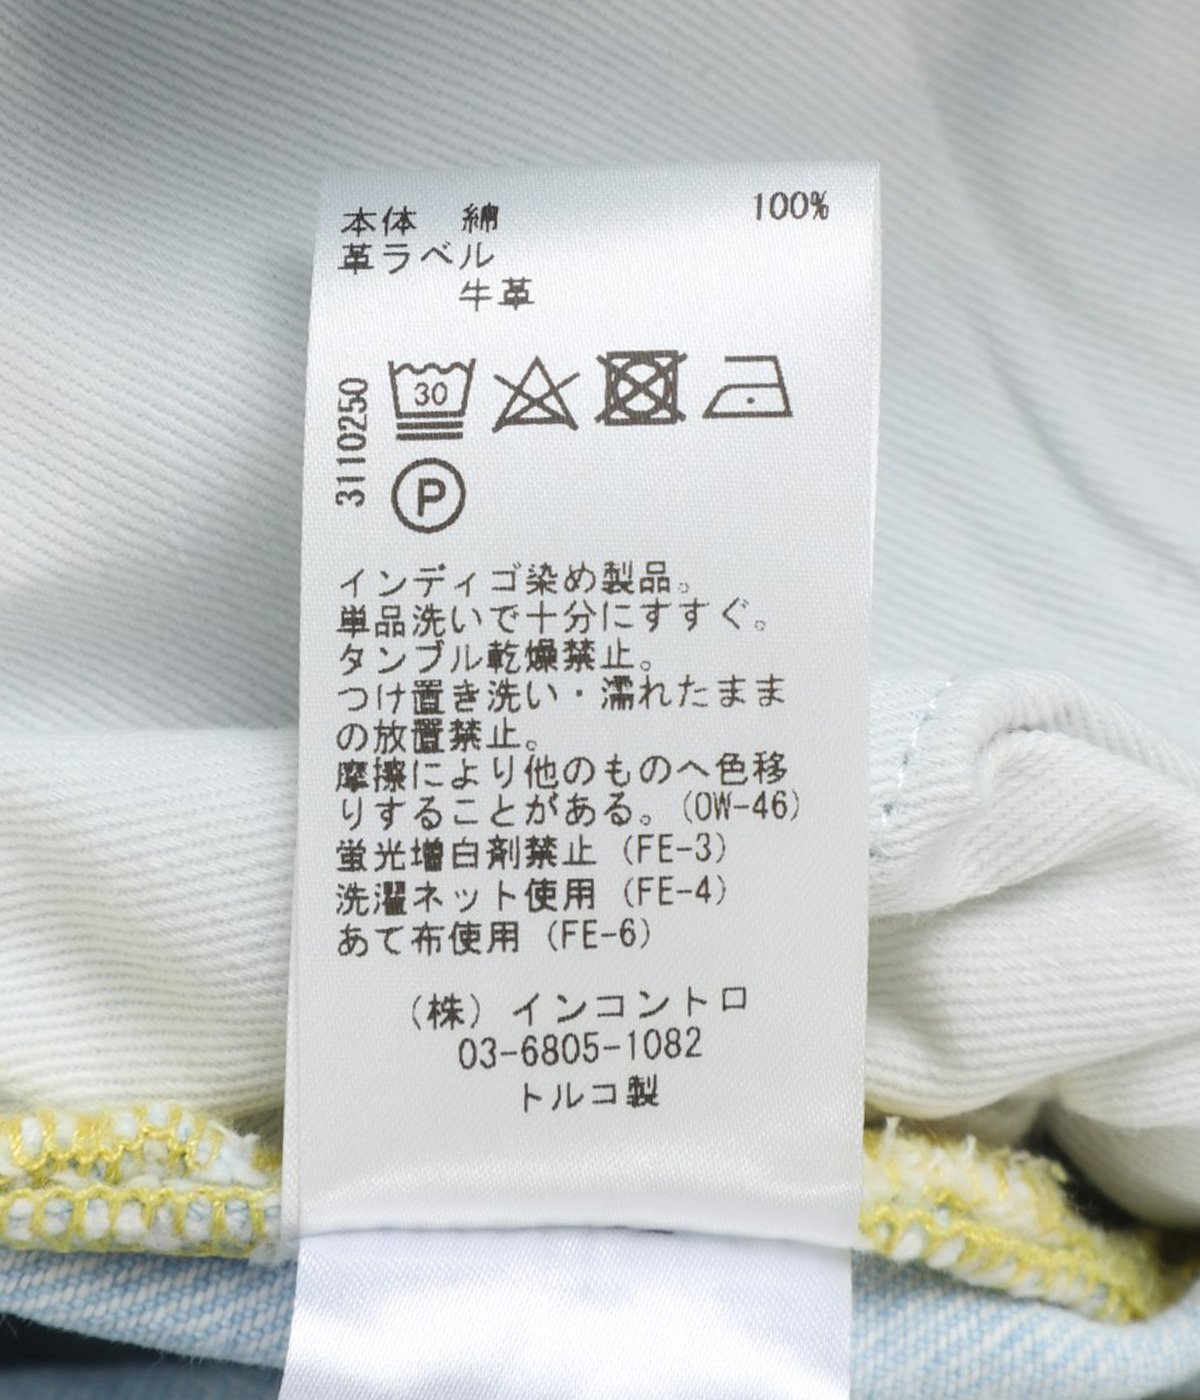 本体 綿 100%
革ラベル
牛革
30
3110250
P
インディゴ染め製品。
単品洗いで十分にすすぐ。
タンブル乾燥禁止。
つけ置き洗い・濡れたまま
の放置禁止。
摩擦により他のものへ色移
りすることがある。(OW-46)
蛍光増白剤禁止(FE-3)
洗濯ネット使用(FE-4)
あて布使用(FE-6)
(株)インコントロ
03-6805-1082
トルコ製